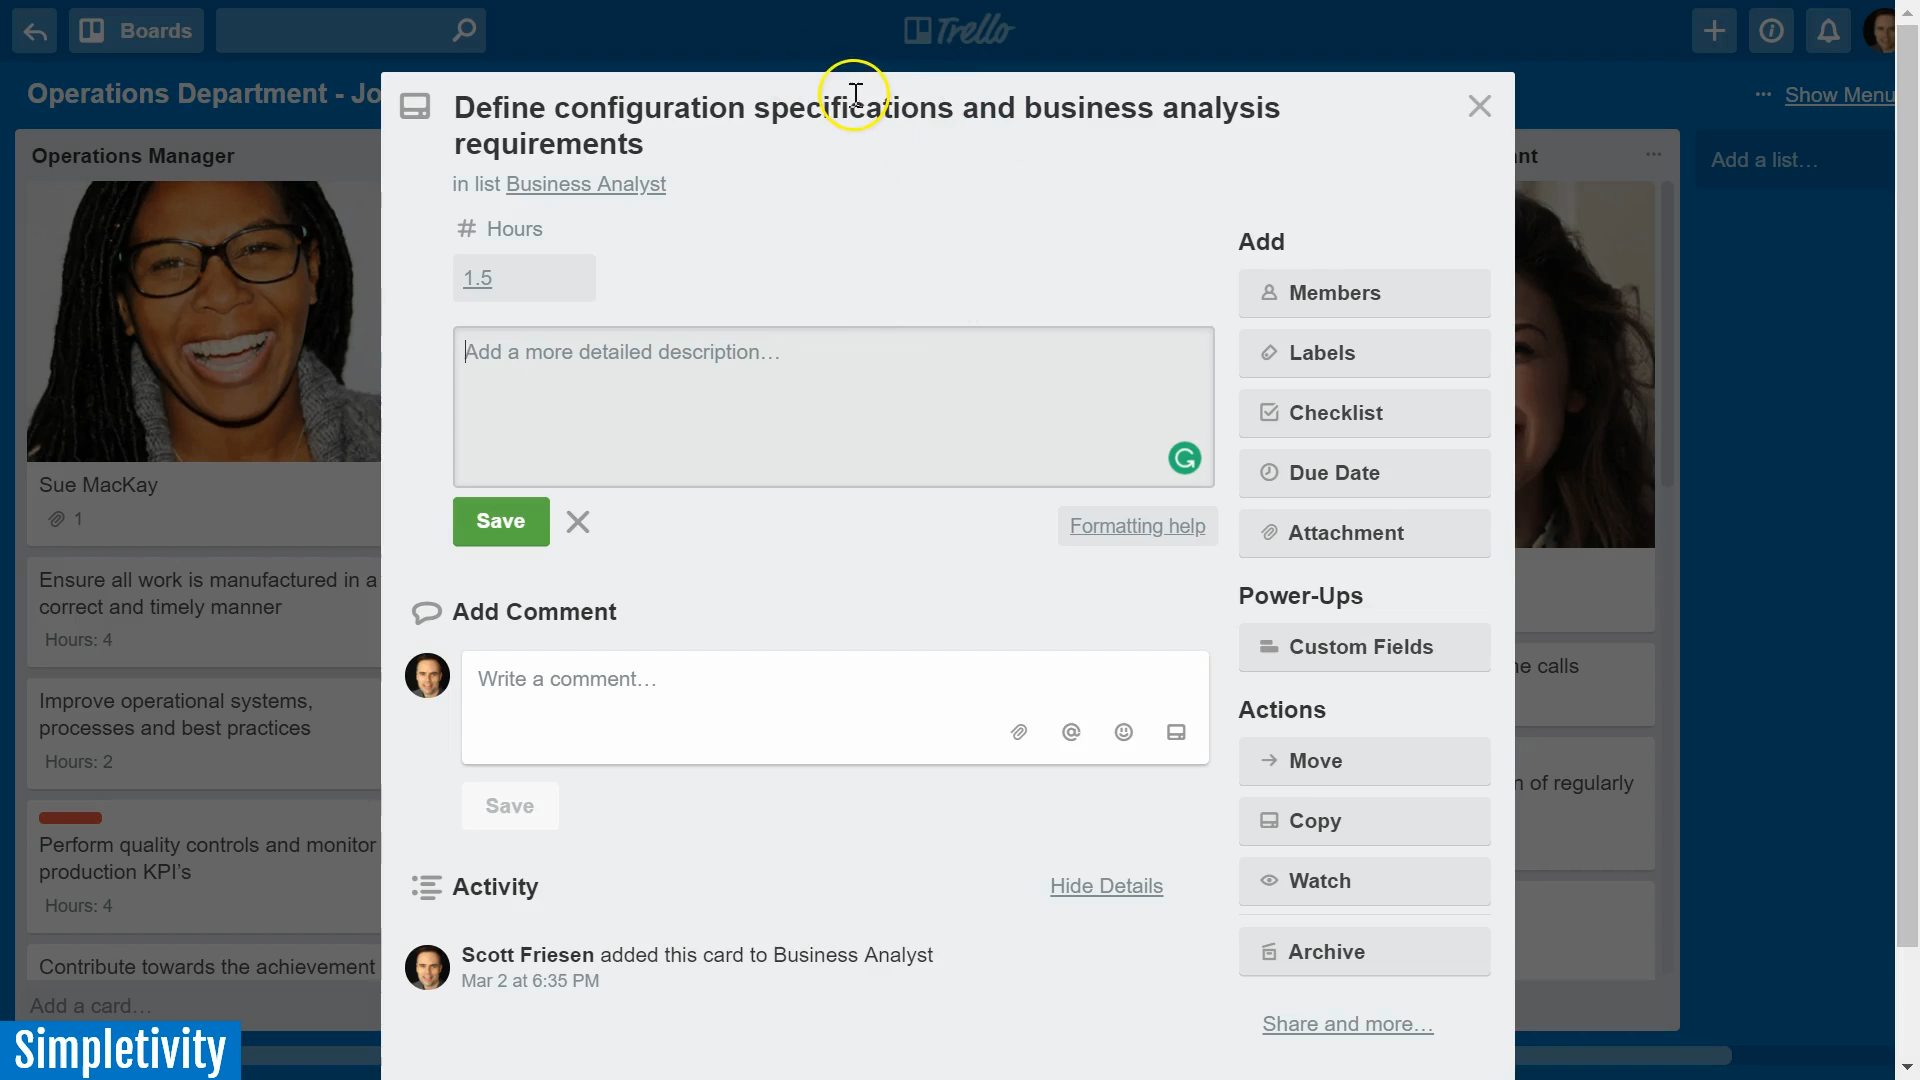 Boards
Trello
Operations Department - Jo
Show Menu
Operations Manager
Sue MacKay
1
Ensure all work is manufactured in a
correct and timely manner
Hours: 4
Improve operational systems,
processes and best practices
Hours: 2
Perform quality controls and monitor
production KPI's
Hours: 4
Contribute towards the achievement
Add a card…
Simpletivity
Define configuration specifications and business analysis
requirements
in list Business Analyst
# Hours
1.5
Add a more detailed description…
Save
Formatting help
Add Comment
Write a comment…
Save
Activity
Hide Details
Scott Friesen added this card to Business Analyst
Mar 2 at 6:35 PM
Add
Members
Labels
Checklist
Due Date
Attachment
Power-Ups
Custom Fields
Actions
Move
Copy
Watch
Archive
Share and more…
nt
ne calls
n of regularly
Add a list…